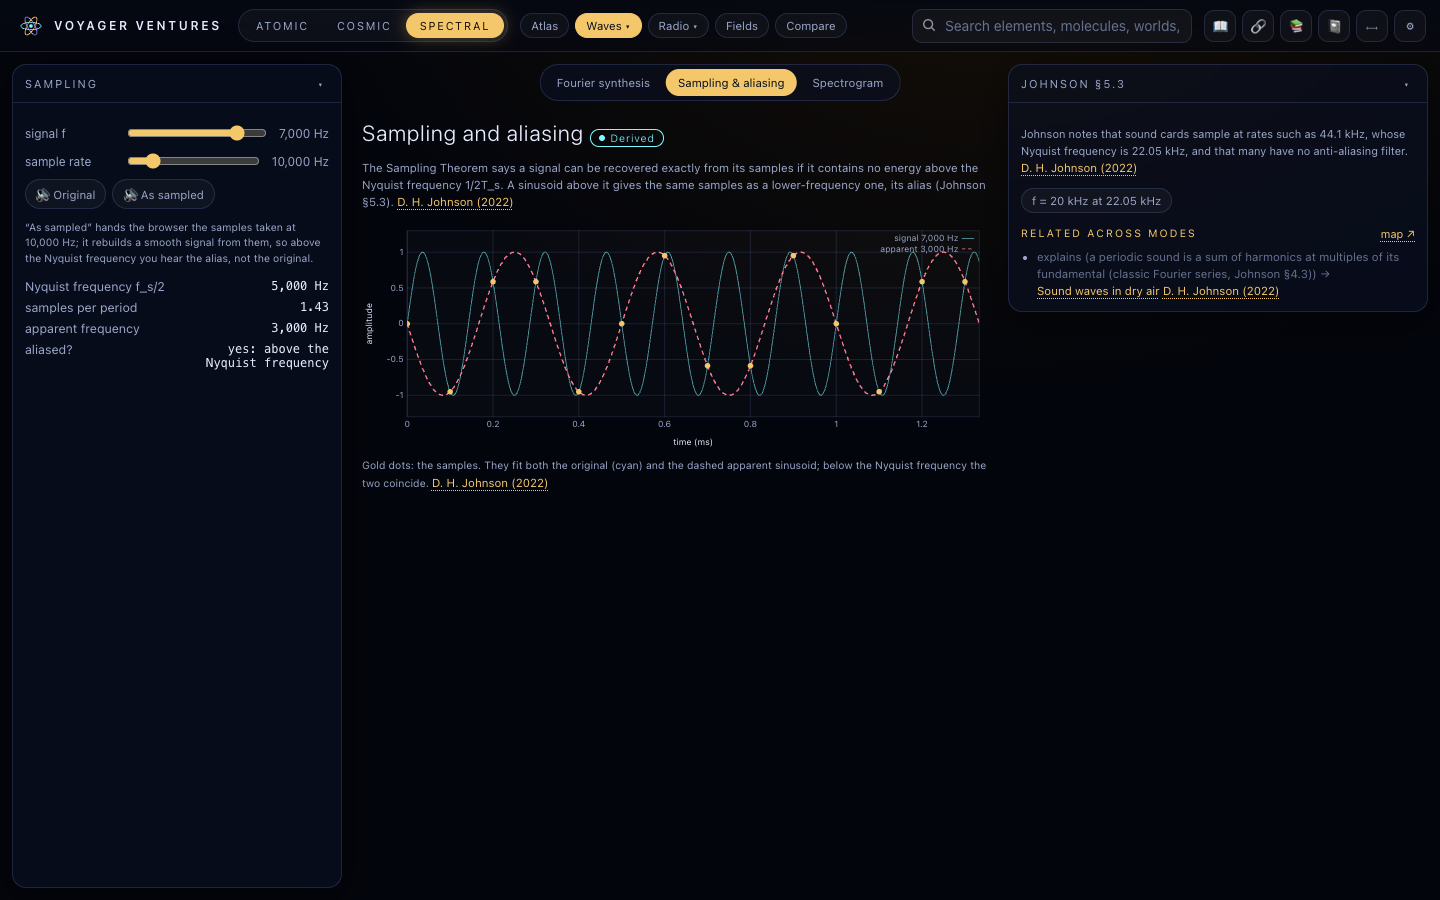 VOYAGER VENTURES
ATOMIC COSMIC SPECTRAL
Atlas Waves ▾ Radio ▾ Fields Compare
Search elements, molecules, worlds,
SAMPLING
signal f 7,000 Hz
sample rate 10,000 Hz
Original As sampled
“As sampled” hands the browser the samples taken at
10,000 Hz; it rebuilds a smooth signal from them, so above
the Nyquist frequency you hear the alias, not the original.
Nyquist frequency f_s/2 5,000 Hz
samples per period 1.43
apparent frequency 3,000 Hz
aliased? yes: above the
Nyquist frequency
Fourier synthesis Sampling & aliasing Spectrogram
Sampling and aliasing Derived
The Sampling Theorem says a signal can be recovered exactly from its samples if it contains no energy above the
Nyquist frequency 1/2T_s. A sinusoid above it gives the same samples as a lower-frequency one, its alias (Johnson
§5.3). D. H. Johnson (2022)
signal 7,000 Hz
apparent 3,000 Hz
1
0.5
0
-0.5
-1
amplitude
0 0.2 0.4 0.6 0.8 1 1.2
time (ms)
Gold dots: the samples. They fit both the original (cyan) and the dashed apparent sinusoid; below the Nyquist frequency the
two coincide. D. H. Johnson (2022)
JOHNSON §5.3
Johnson notes that sound cards sample at rates such as 44.1 kHz, whose
Nyquist frequency is 22.05 kHz, and that many have no anti-aliasing filter.
D. H. Johnson (2022)
f = 20 kHz at 22.05 kHz
RELATED ACROSS MODES map ↗
explains (a periodic sound is a sum of harmonics at multiples of its
fundamental (classic Fourier series, Johnson §4.3)) →
Sound waves in dry air D. H. Johnson (2022)